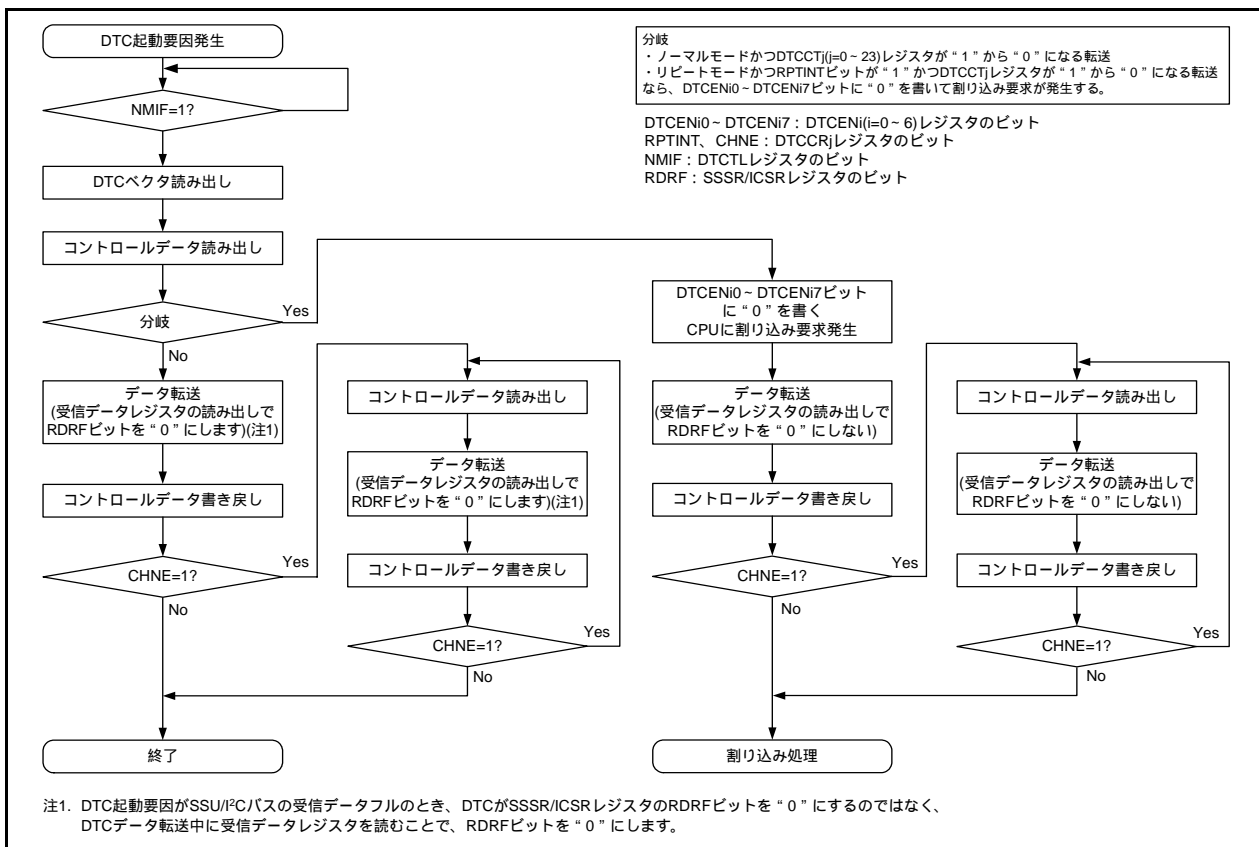 DTC起動要因発生
NMIF=1?
DTCベクタ読み出し
コントロールデータ読み出し
分岐
Yes
No
データ転送
(受信データレジスタの読み出しで
RDRFビットを“0”にします)(注1)
コントロールデータ書き戻し
CHNE=1?
Yes
No
終了
コントロールデータ読み出し
データ転送
(受信データレジスタの読み出しで
RDRFビットを“0”にします)(注1)
コントロールデータ書き戻し
CHNE=1?
Yes
No
分岐
・ノーマルモードかつDTCCTj(j=0~23)レジスタが“1”から“0”になる転送
・リピートモードかつRPTINTビットが“1”かつDTCCTjレジスタが“1”から“0”になる転送
なら、DTCENi0~DTCENi7ビットに“0”を書いて割り込み要求が発生する。
DTCENi0~DTCENi7:DTCENi(i=0~6)レジスタのビット
RPTINT、CHNE:DTCCRjレジスタのビット
NMIF:DTCTLレジスタのビット
RDRF:SSSR/ICSRレジスタのビット
DTCENi0~DTCENi7ビット
に“0”を書く
CPUに割り込み要求発生
データ転送
(受信データレジスタの読み出しで
RDRFビットを“0”にしない)
コントロールデータ書き戻し
CHNE=1?
Yes
No
割り込み処理
コントロールデータ読み出し
データ転送
(受信データレジスタの読み出しで
RDRFビットを“0”にしない)
コントロールデータ書き戻し
CHNE=1?
Yes
No
注1. DTC起動要因がSSU/I²Cバスの受信データフルのとき、DTCがSSSR/ICSRレジスタのRDRFビットを“0”にするのではなく、
DTCデータ転送中に受信データレジスタを読むことで、RDRFビットを“0”にします。